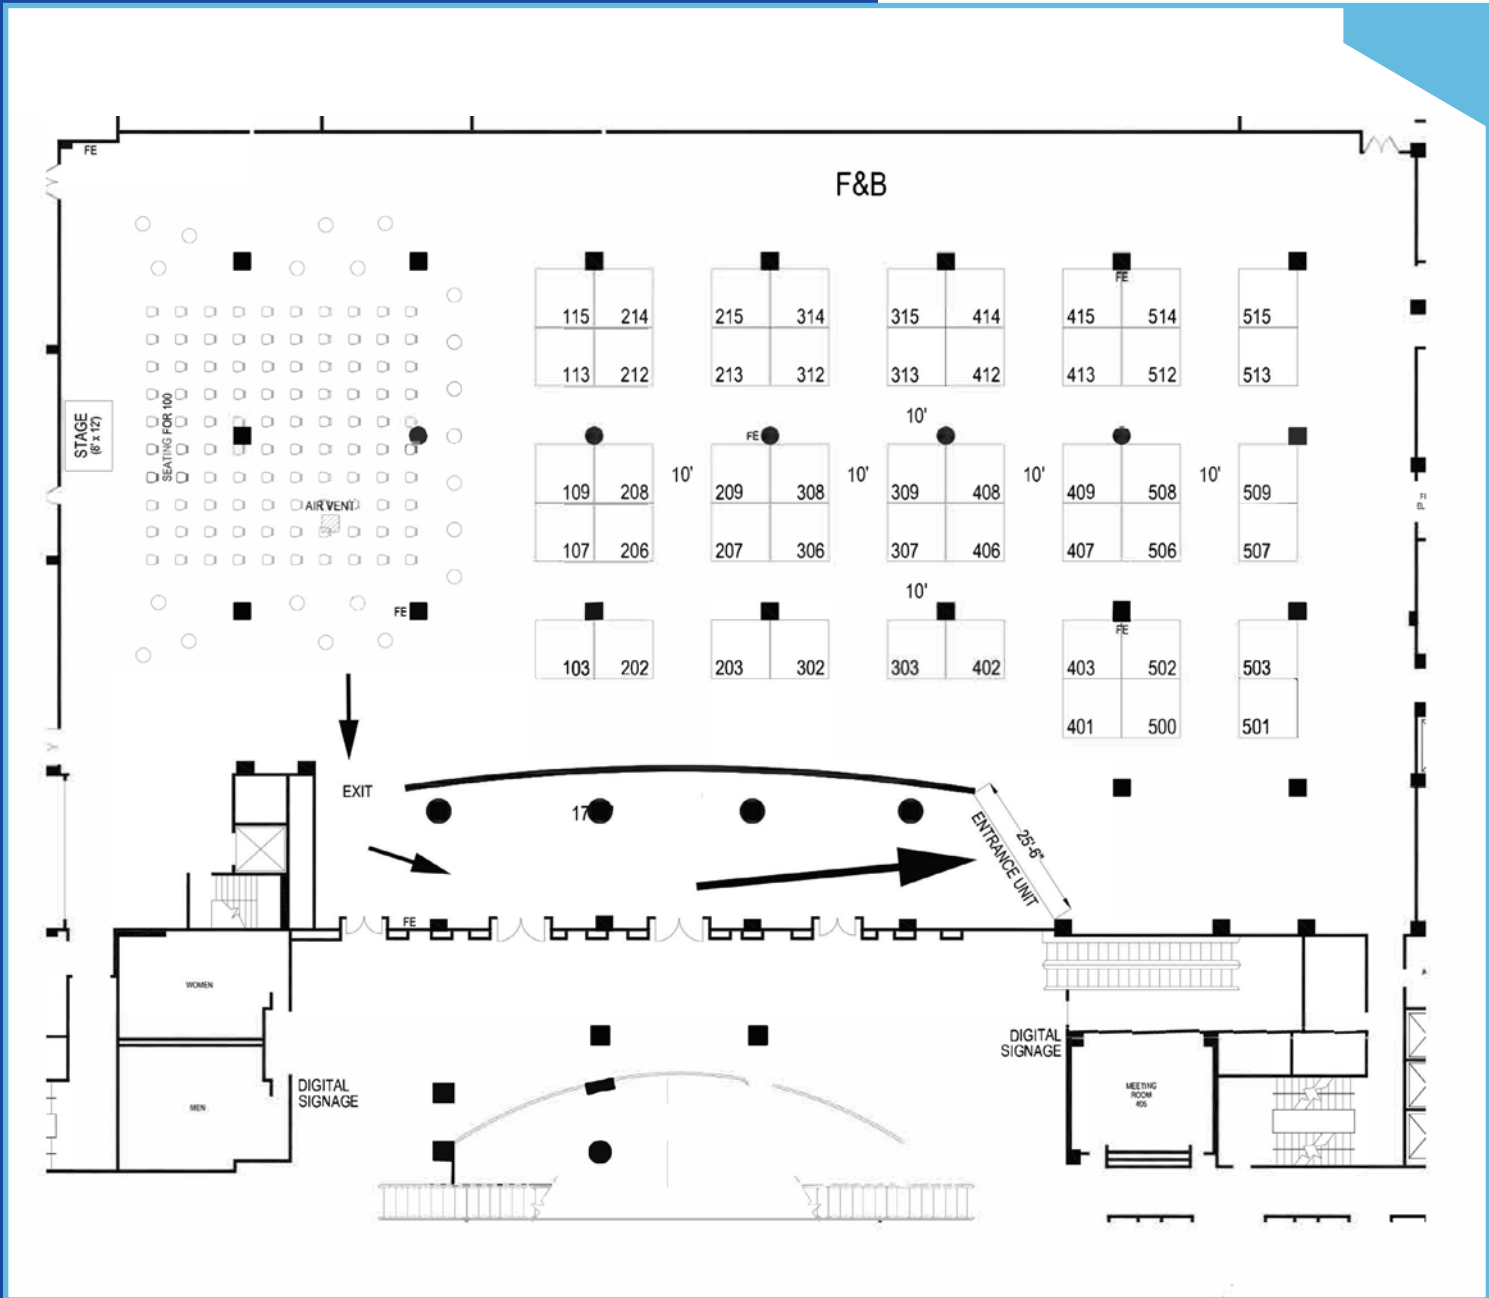 FE
F&B
FE
115 214 215 314 315 414 415 514 515
113 212 213 312 313 412 413 512 513
STAGE
(8' x 12')
SEATING FOR 100
10'
FE
10' 10' 10' 10'
109 208 209 308 309 408 409 508 509
AIR VENT
107 206 207 306 307 406 407 506 507
10'
FE
FE
103 202 203 302 303 402 403 502 503
401 500 501
EXIT
17
25'-6"
ENTRANCE UNIT
FE
WOMEN
DIGITAL
SIGNAGE
DIGITAL
SIGNAGE
MEN
MEETING
ROOM
405